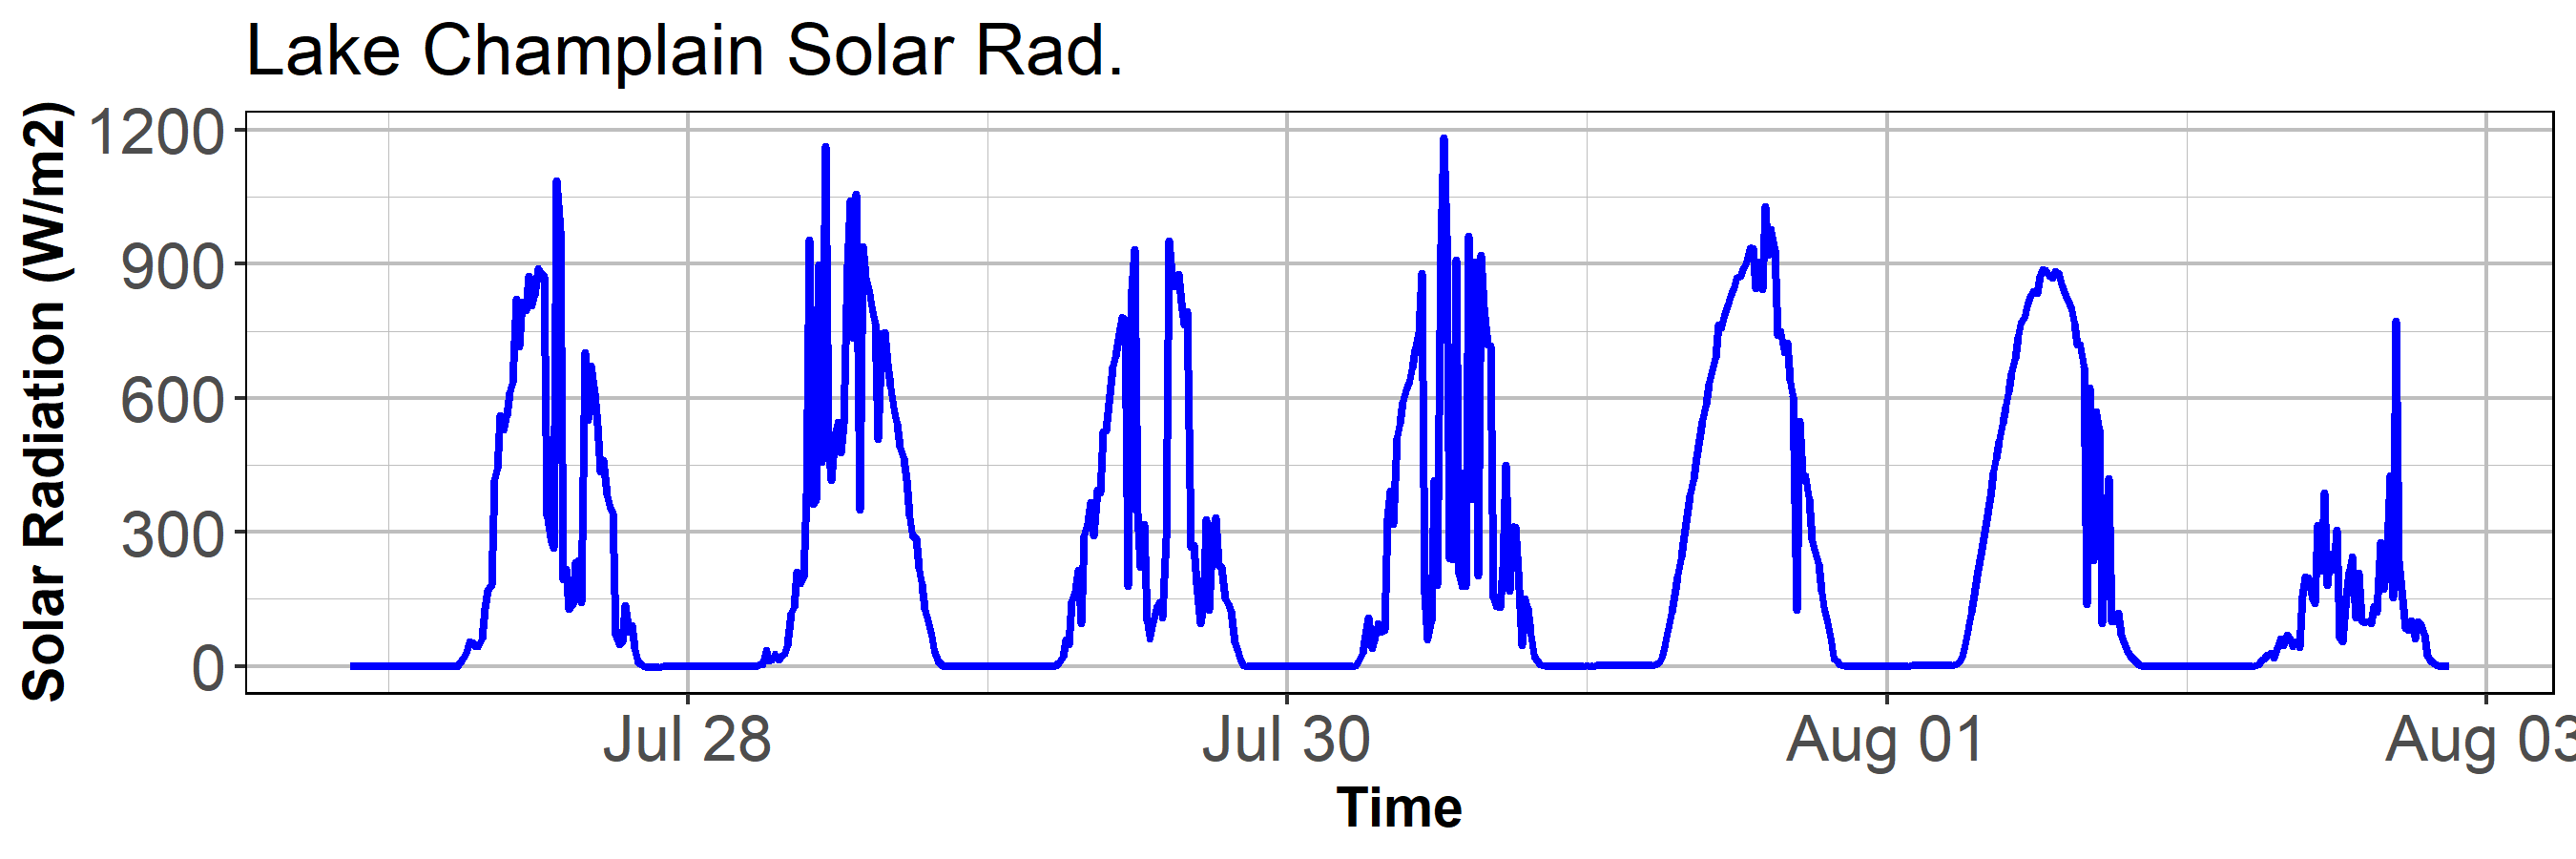 Lake Champlain Solar Rad.
Solar Radiation (W/m2)
1200
900
600
300
0
Jul 28
Jul 30
Aug 01
Aug 03
Time